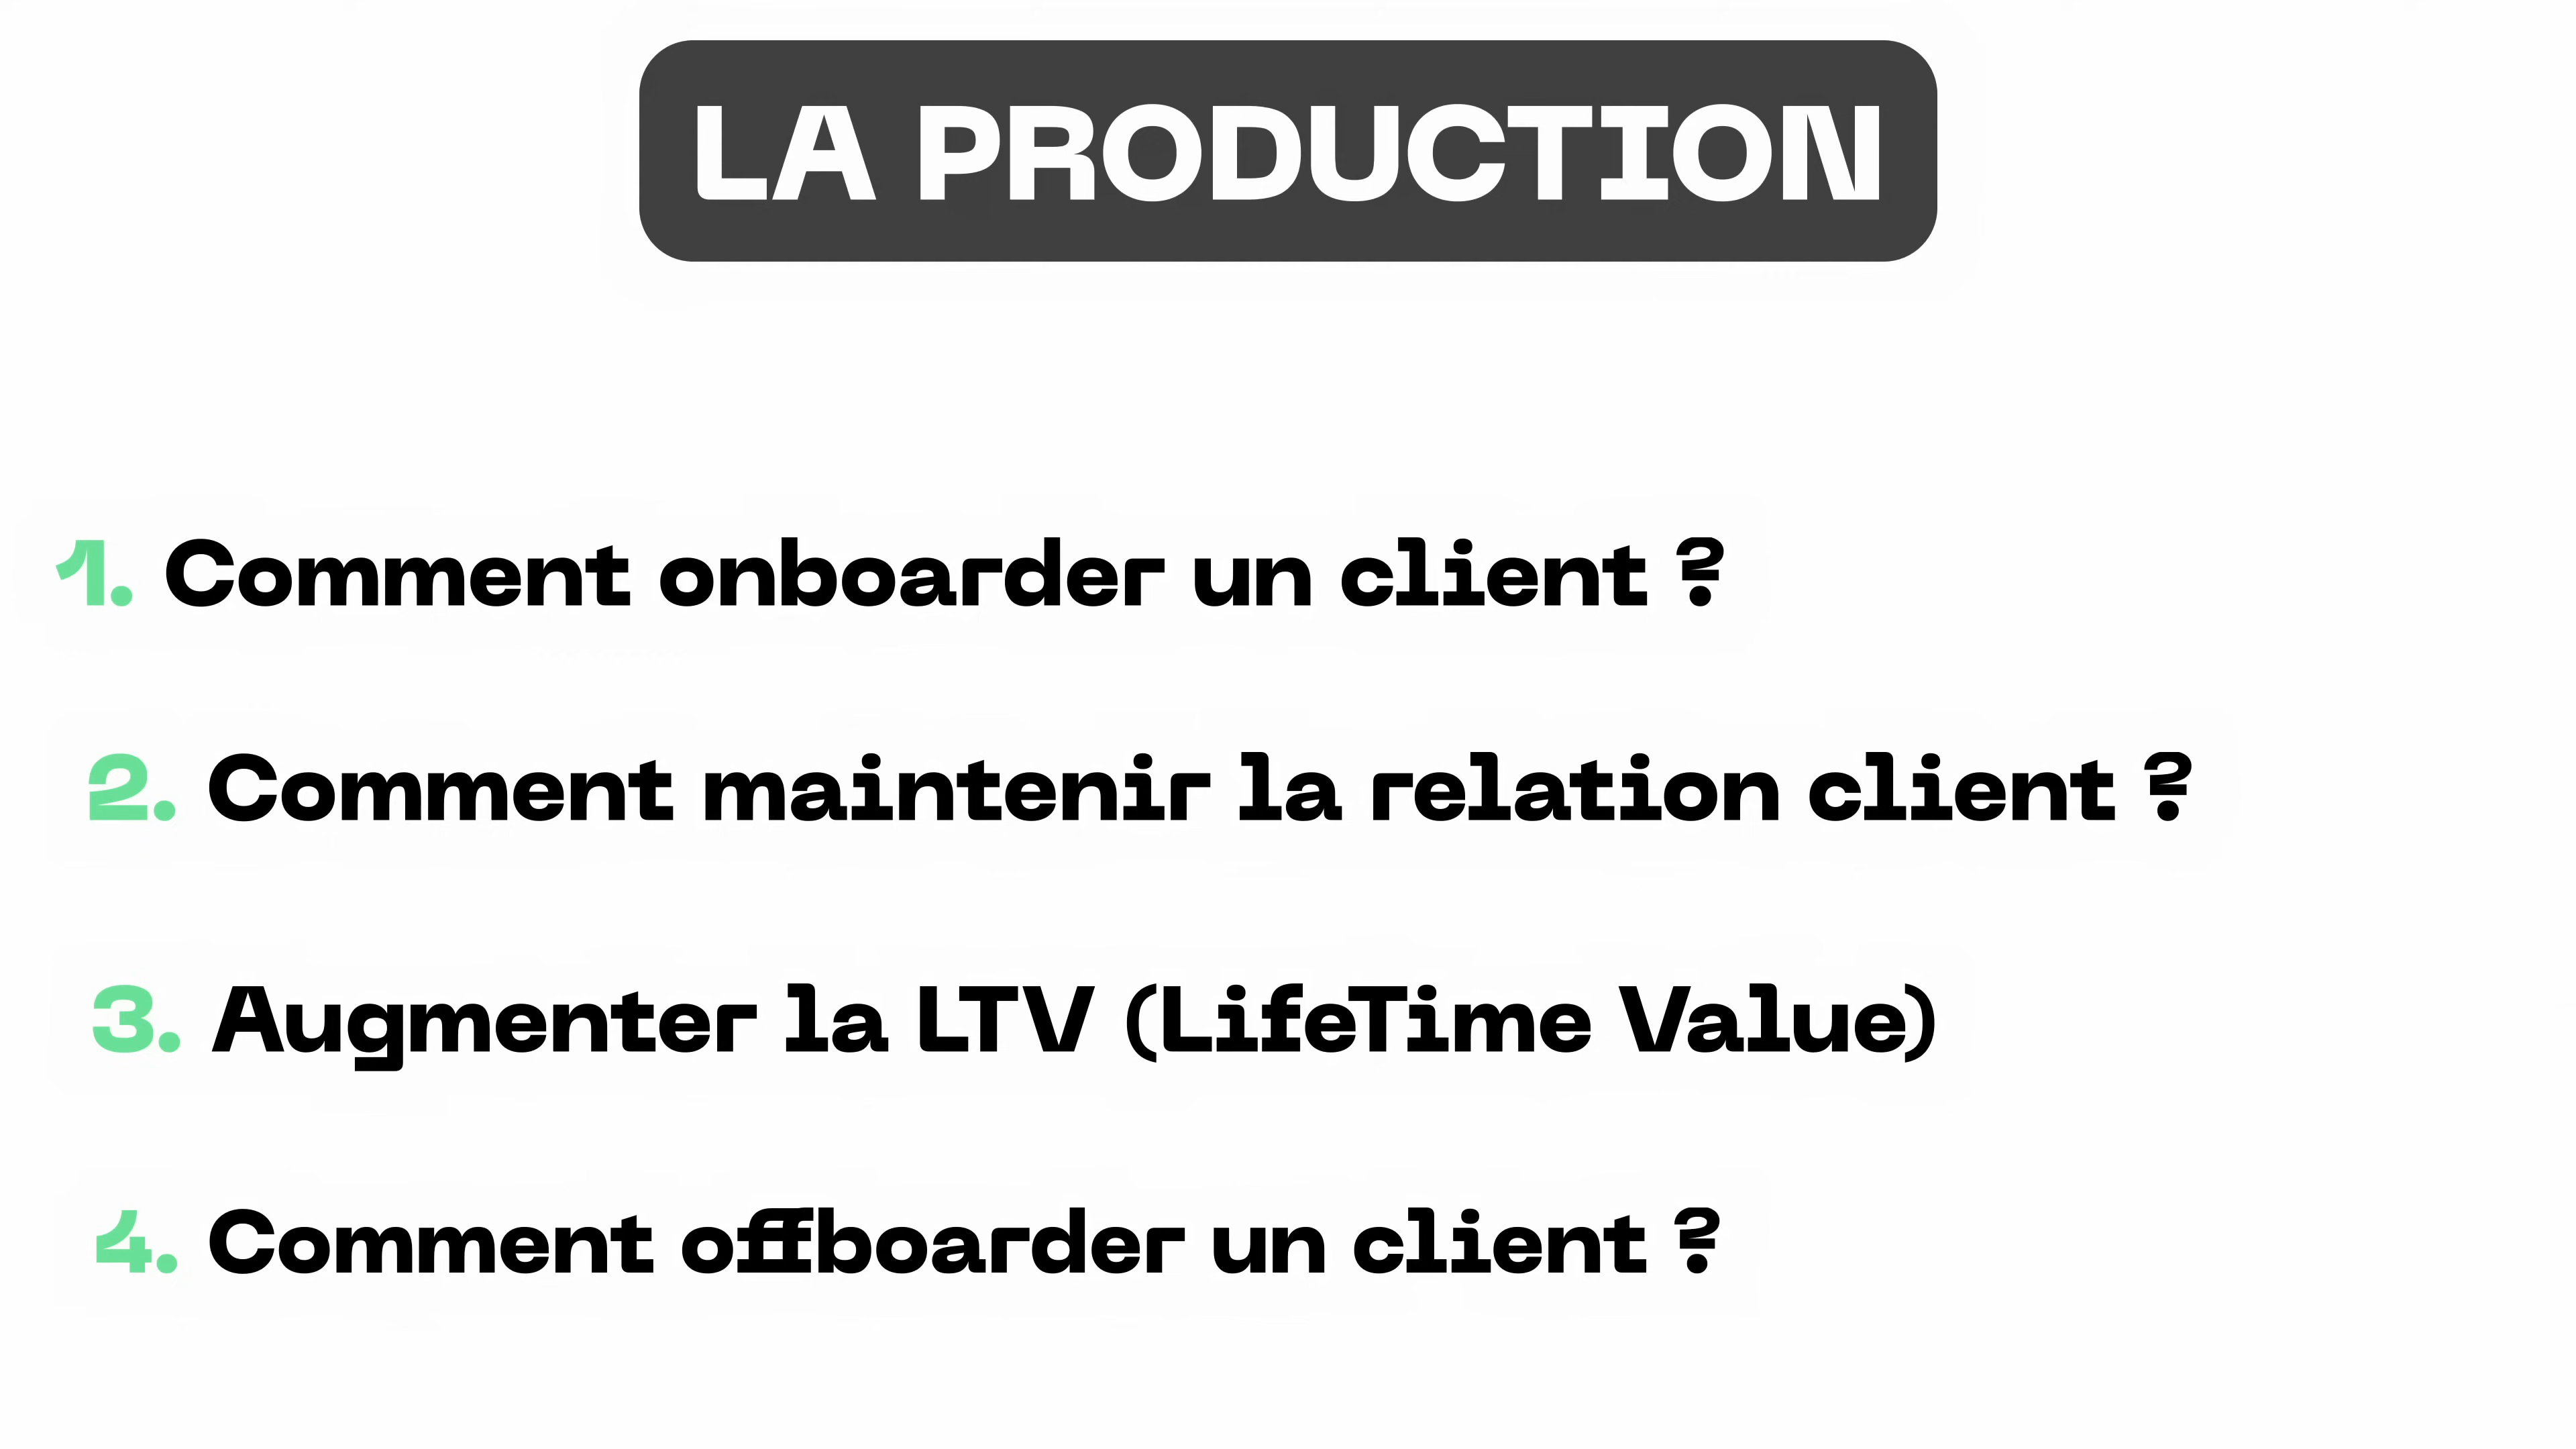 LA PRODUCTION
1. Comment onboarder un client ?
2. Comment maintenir la relation client ?
3. Augmenter la LTV (LifeTime Value)
4. Comment offboarder un client ?